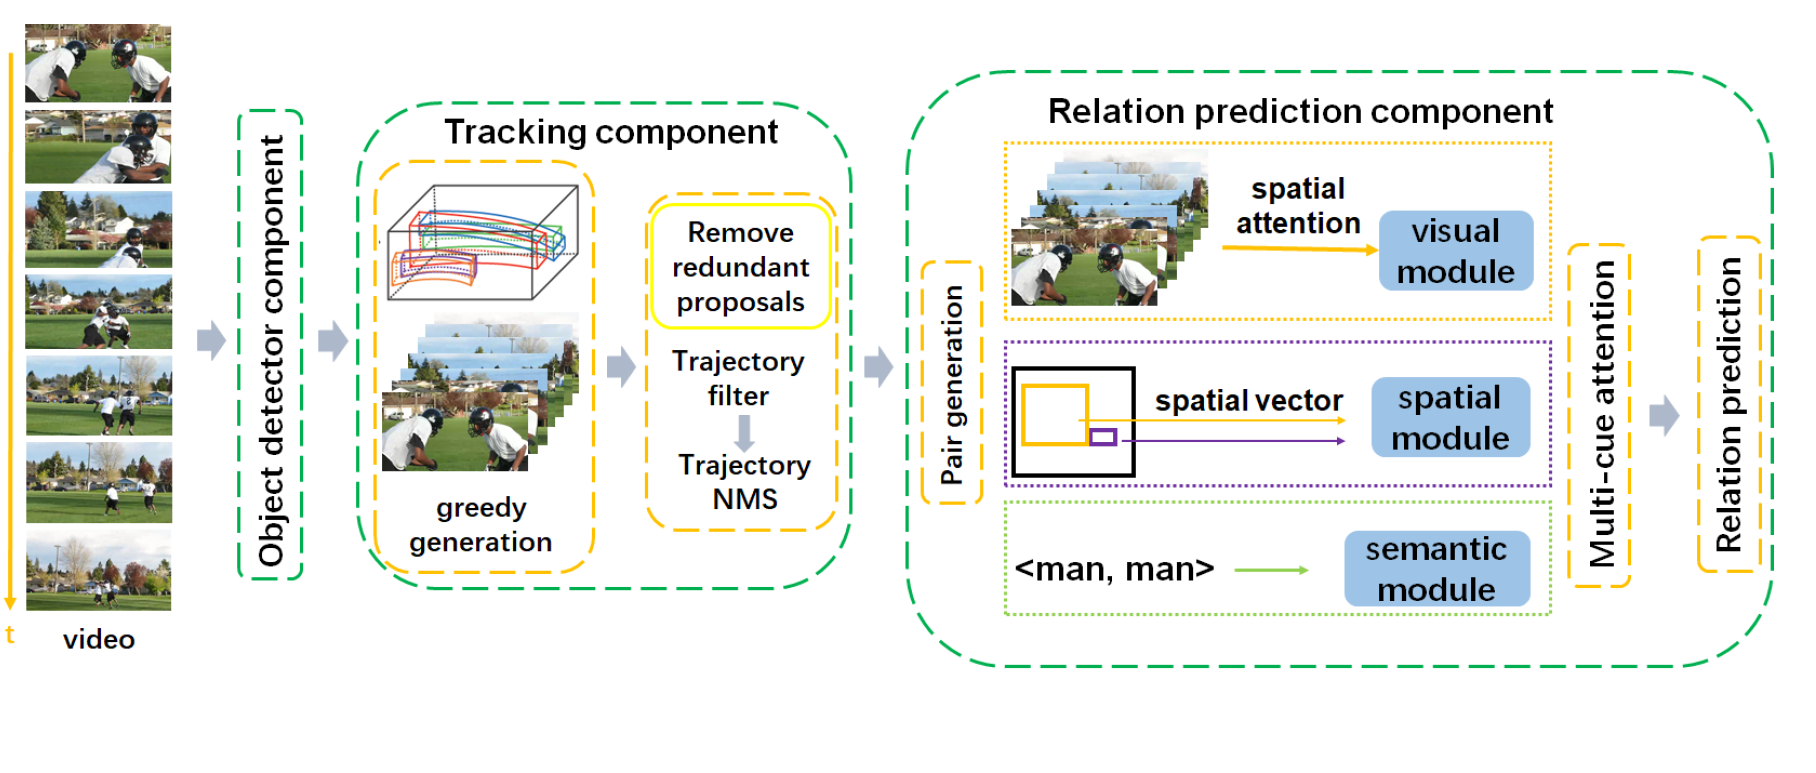 t
video
Object detector component
Tracking component
greedy
generation
Remove
redundant
proposals
Trajectory
filter
Trajectory
NMS
Relation prediction component
Pair generation
spatial
attention
visual
module
spatial vector
spatial
module
<man, man>
semantic
module
Multi-cue attention
Relation prediction